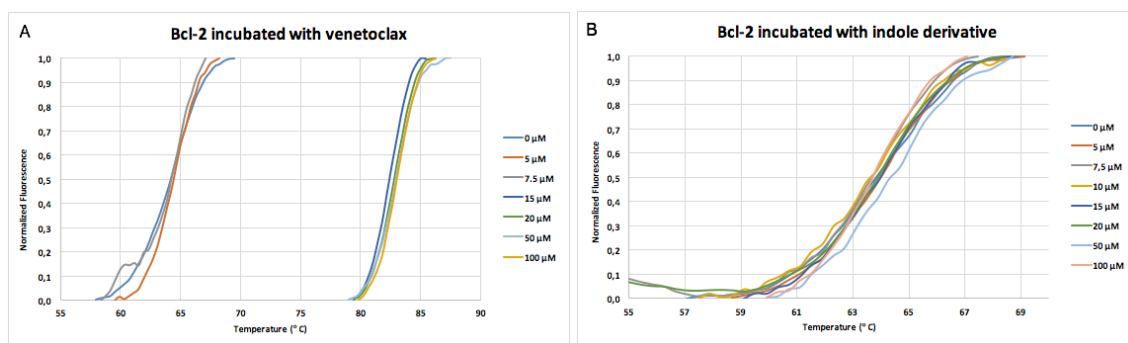 A
Bcl-2 incubated with venetoclax
1,0
0,9
0,8
0,7
0,6
0,5
0,4
0,3
0,2
0,1
0,0
Normalized Fluorescence
55 60 65 70 75 80 85 90
Temperature (° C)
0 µM
5 µM
7.5 µM
15 µM
20 µM
50 µM
100 µM
B
Bcl-2 incubated with indole derivative
1,0
0,9
0,8
0,7
0,6
0,5
0,4
0,3
0,2
0,1
0,0
Normalized Fluorescence
55 57 59 61 63 65 67 69
Temperature (° C)
0 µM
5 µM
7,5 µM
10 µM
15 µM
20 µM
50 µM
100 µM